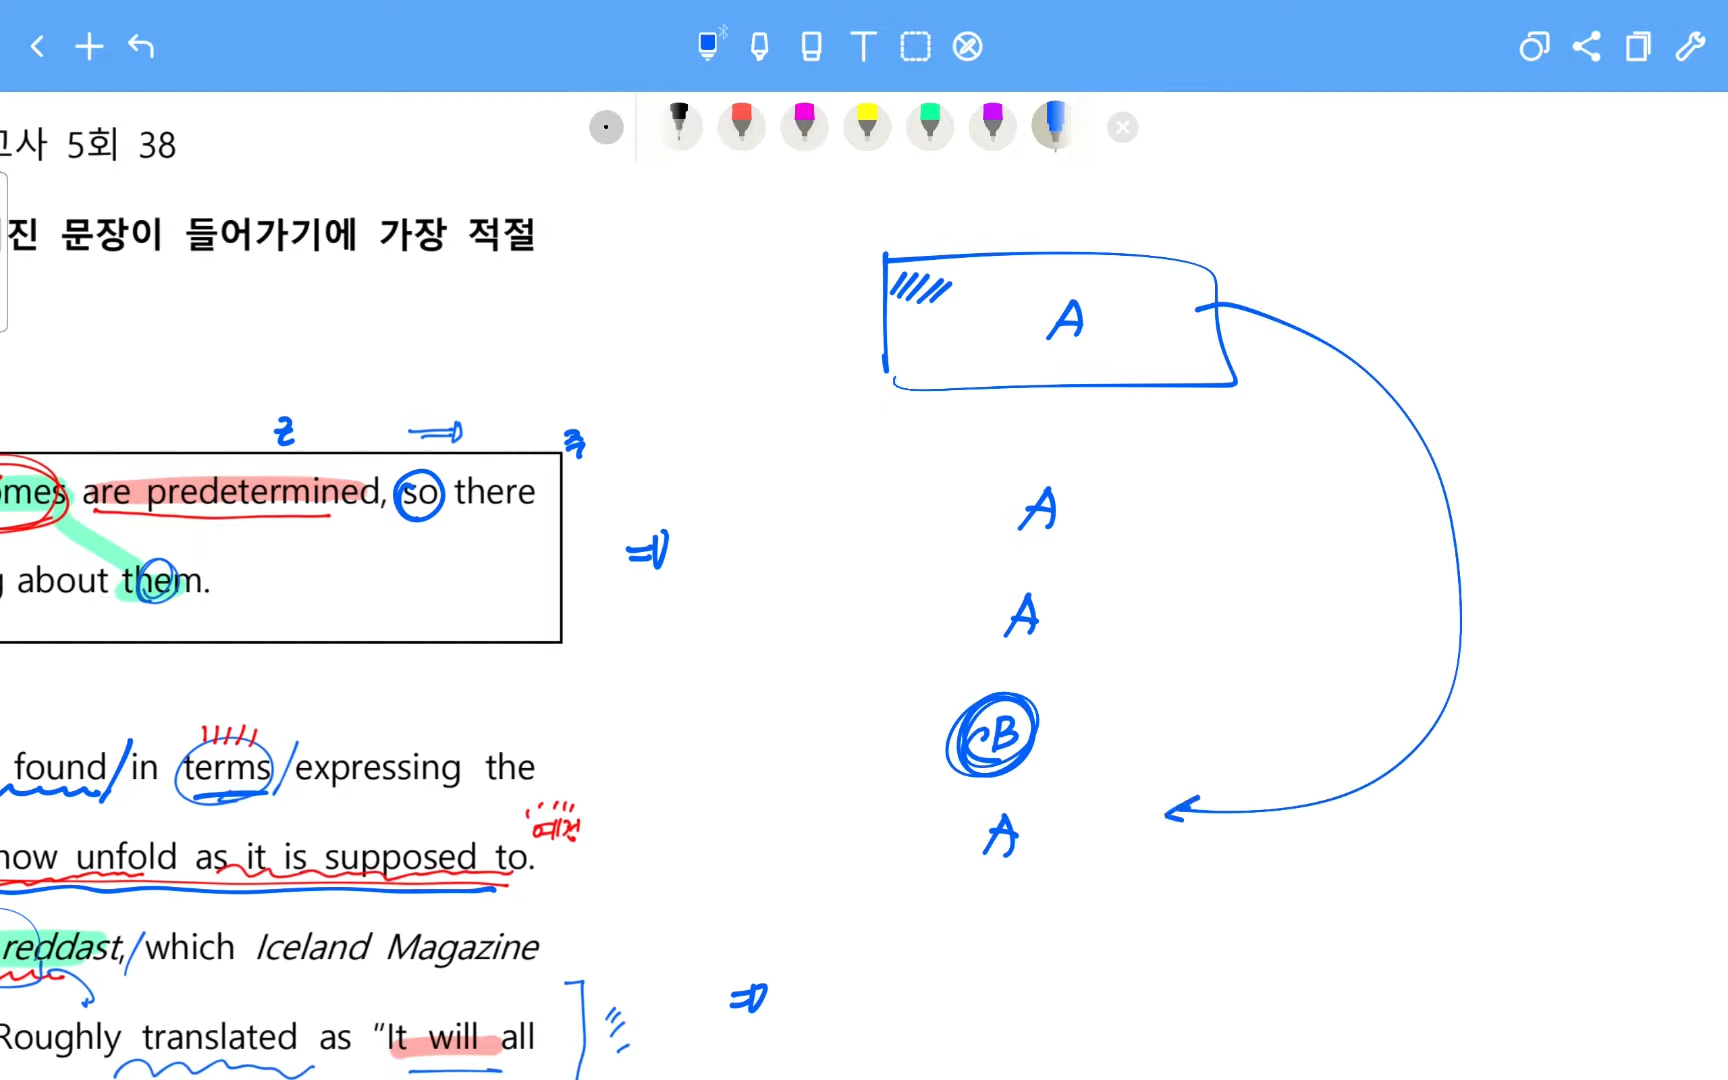 고사 5회 38
진 문장이 들어가기에 가장 적절
A
omes are predetermined, so there
about them.
A
A
B
A
found/in terms/expressing the
예정
now unfold as it is supposed to.
reddast,/which Iceland Magazine
Roughly translated as "It will all